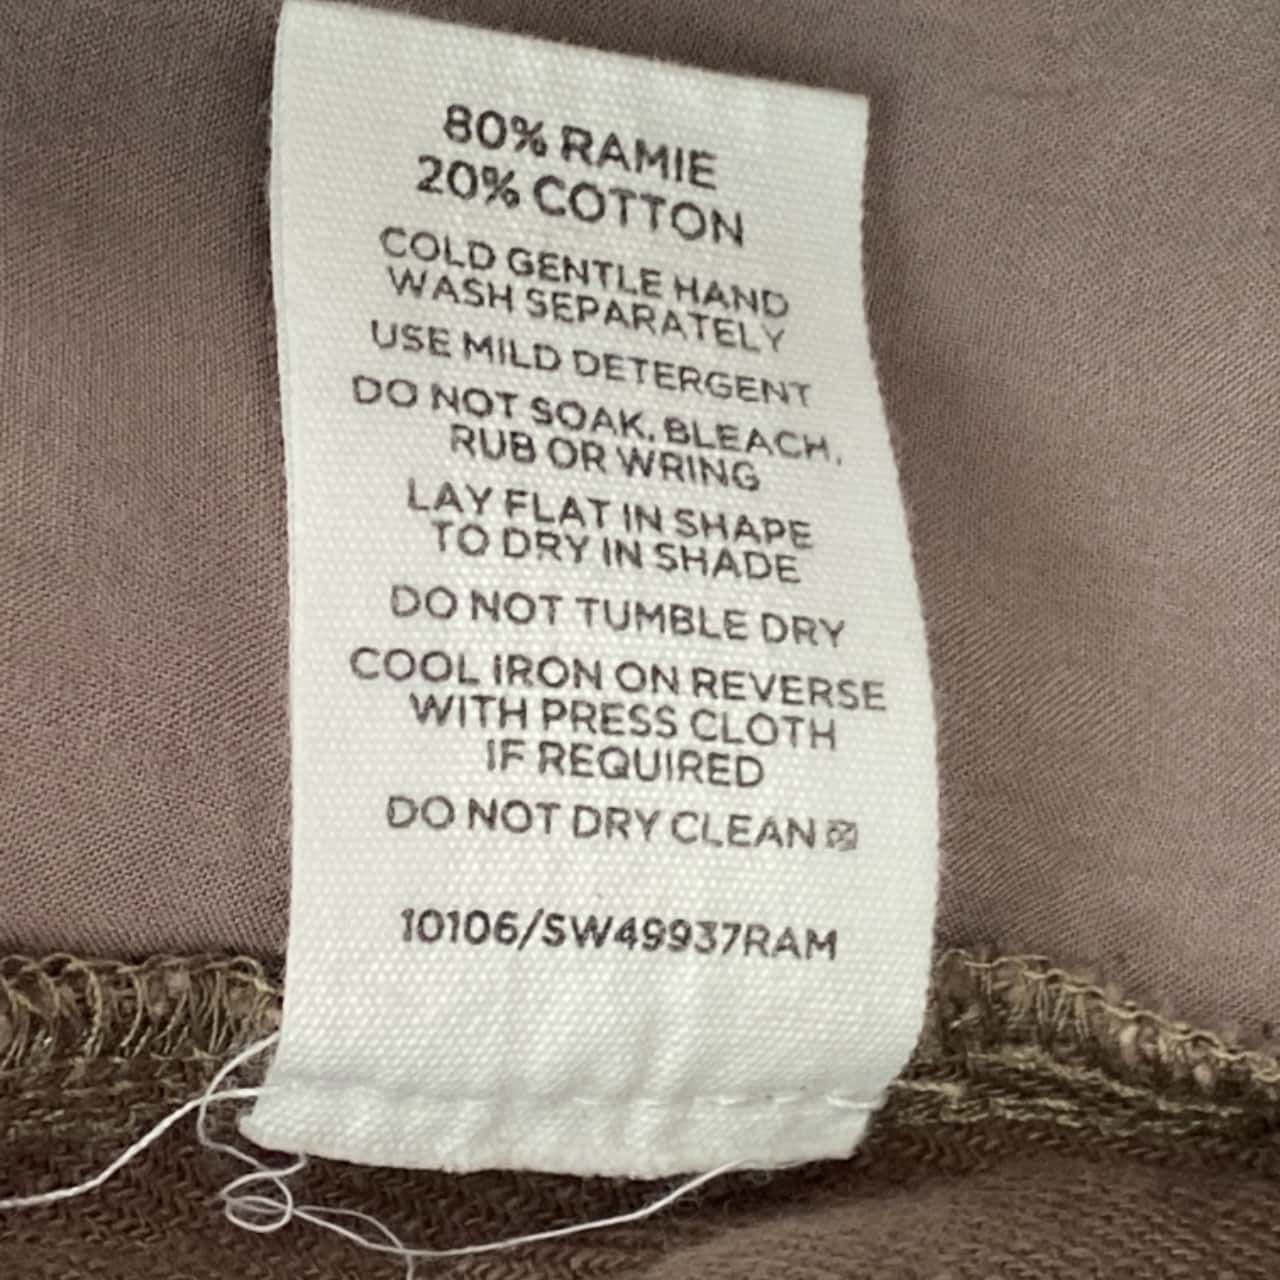 80% RAMIE
20% COTTON
COLD GENTLE HAND
WASH SEPARATELY
USE MILD DETERGENT
DO NOT SOAK, BLEACH,
RUB OR WRING
LAY FLAT IN SHAPE
TO DRY IN SHADE
DO NOT TUMBLE DRY
COOL IRON ON REVERSE
WITH PRESS CLOTH
IF REQUIRED
DO NOT DRY CLEAN
10106/SW49937RAM